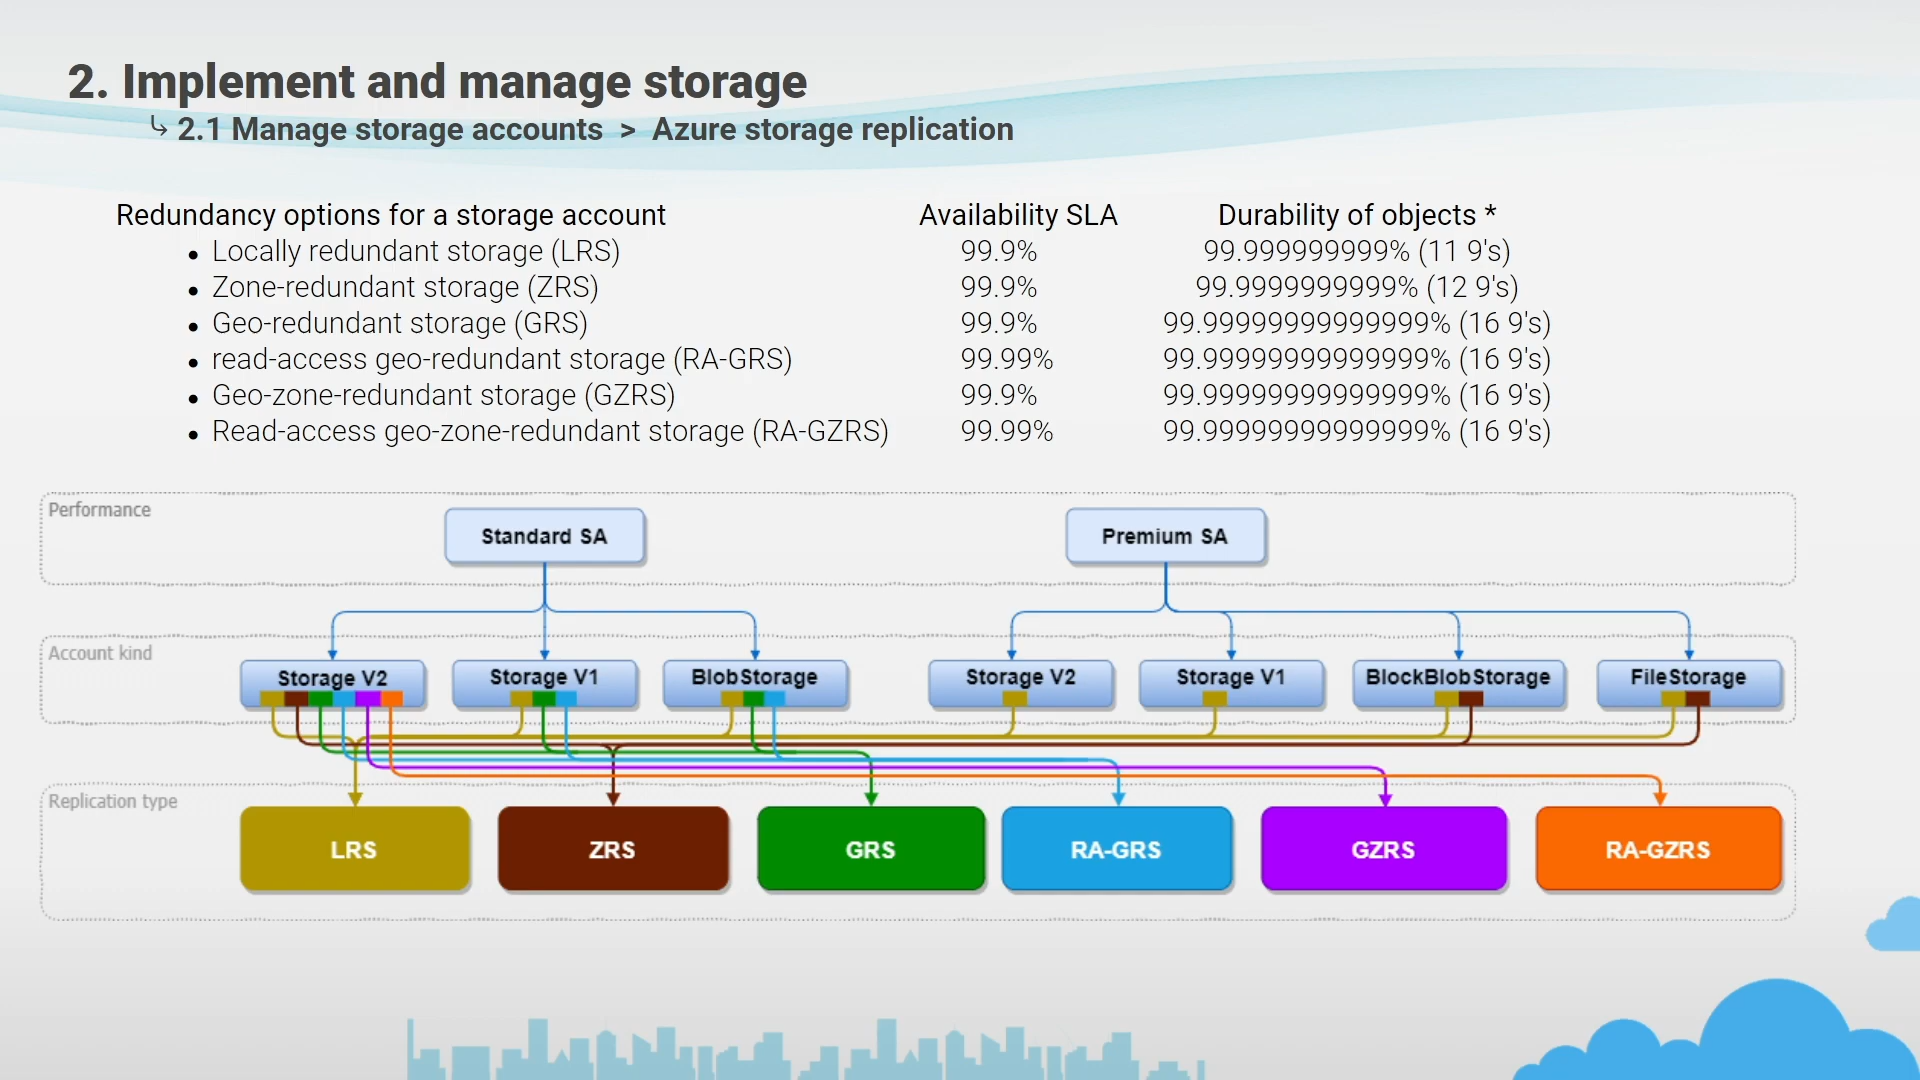 2. Implement and manage storage
↳ 2.1 Manage storage accounts > Azure storage replication
Redundancy options for a storage account Availability SLA Durability of objects *
• Locally redundant storage (LRS) 99.9% 99.999999999% (11 9's)
• Zone-redundant storage (ZRS) 99.9% 99.9999999999% (12 9's)
• Geo-redundant storage (GRS) 99.9% 99.99999999999999% (16 9's)
• read-access geo-redundant storage (RA-GRS) 99.99% 99.99999999999999% (16 9's)
• Geo-zone-redundant storage (GZRS) 99.9% 99.99999999999999% (16 9's)
• Read-access geo-zone-redundant storage (RA-GZRS) 99.99% 99.99999999999999% (16 9's)
Performance
Standard SA Premium SA
Account kind
Storage V2 Storage V1 BlobStorage Storage V2 Storage V1 BlockBlobStorage FileStorage
Replication type
LRS ZRS GRS RA-GRS GZRS RA-GZRS